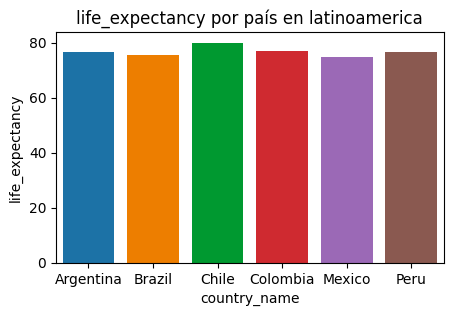 life_expectancy por país en latinoamerica
80
60
40
20
0
life_expectancy
Argentina Brazil Chile Colombia Mexico Peru
country_name